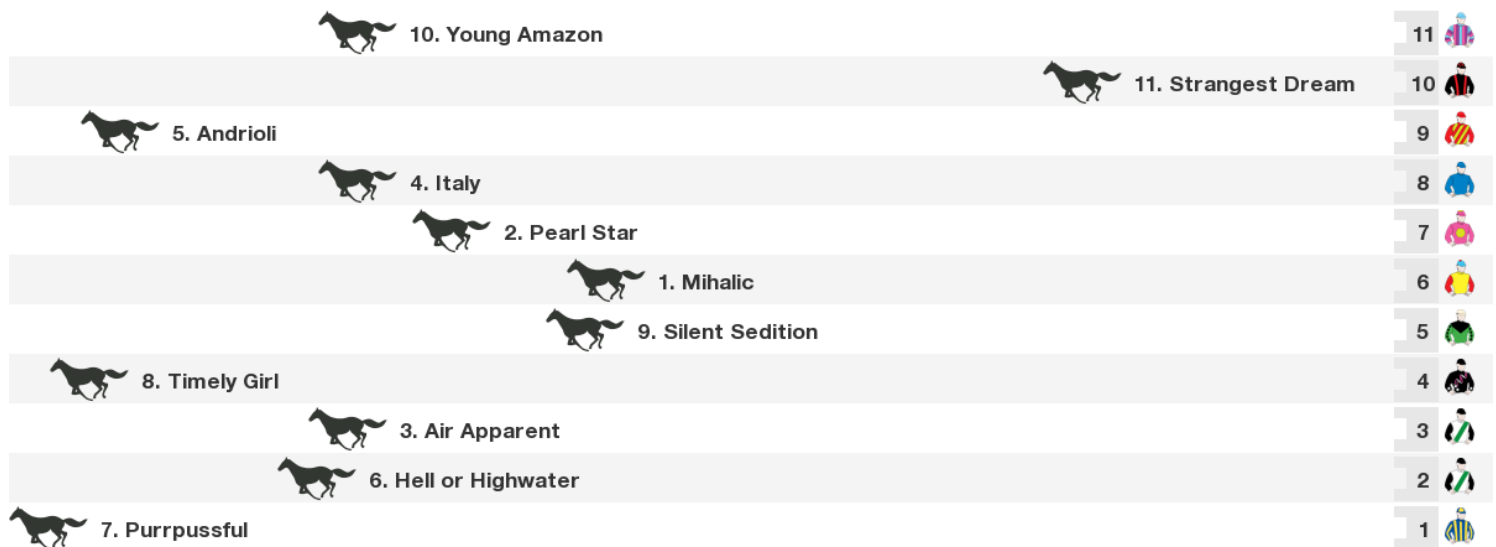 10. Young Amazon 11
11. Strangest Dream 10
5. Andrioli 9
4. Italy 8
2. Pearl Star 7
1. Mihalic 6
9. Silent Sedition 5
8. Timely Girl 4
3. Air Apparent 3
6. Hell or Highwater 2
7. Purrpussful 1